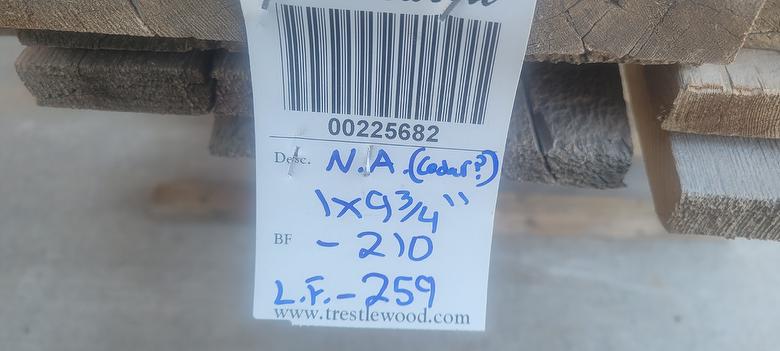 00225682
Desc. N.A. (Cedar?)
1x9 3/4"
BF - 210
L.F. - 259
www.trestlewood.com